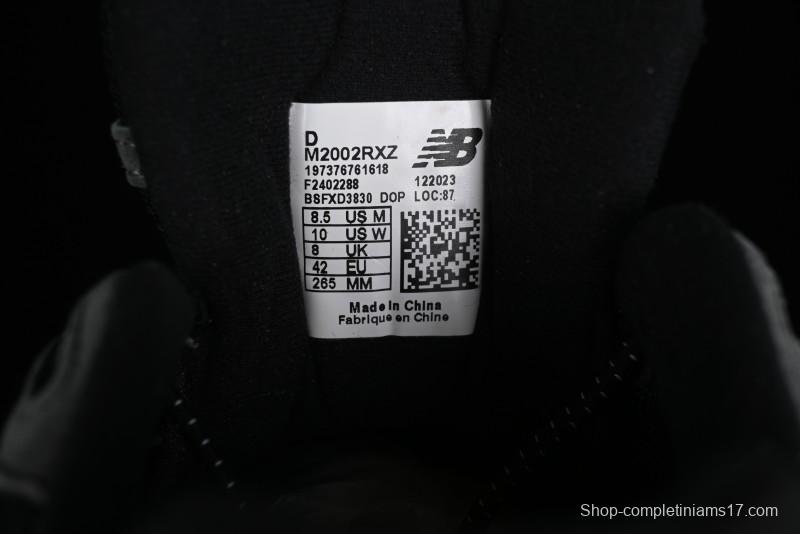 D
M2002RXZ
NB
197376761618
F2402288 122023
BSFXD3830 DOP LOC:87
8.5 US M
10 US W
8 UK
42 EU
265 MM
Made in China
Fabrique en Chine
Shop-completiniams17.com